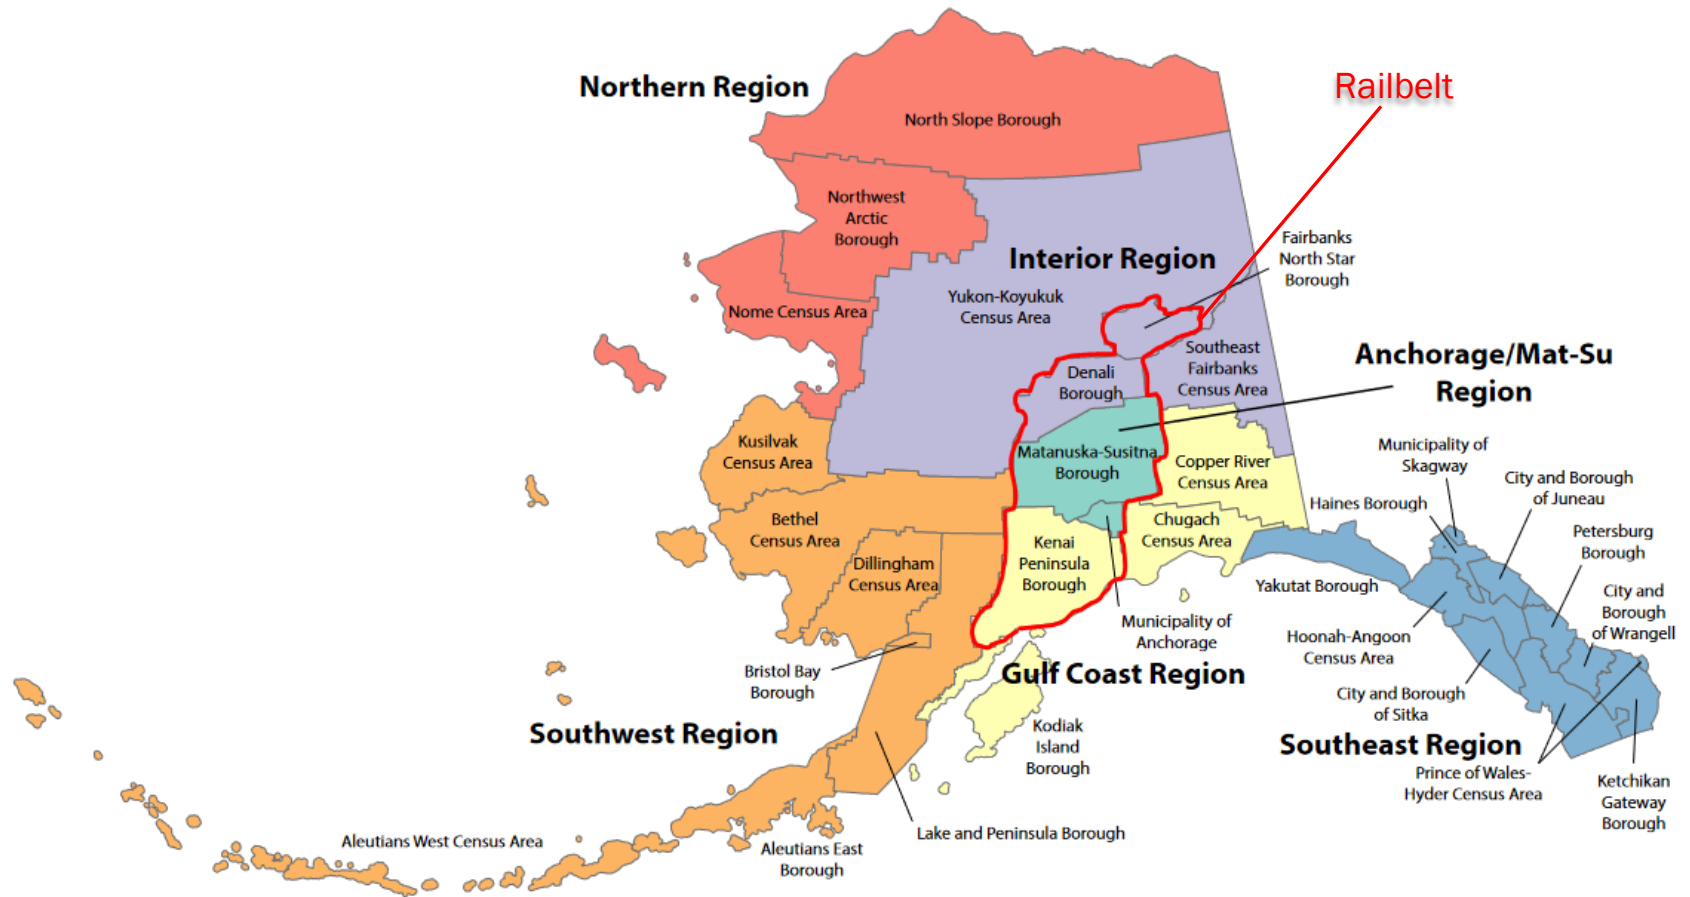 Northern Region
Railbelt
North Slope Borough
Northwest
Arctic
Borough
Fairbanks
North Star
Borough
Interior Region
Yukon-Koyukuk
Census Area
Nome Census Area
Southeast
Fairbanks
Census Area
Anchorage/Mat-Su
Region
Denali
Borough
Kusilvak
Census Area
Matanuska-Susitna
Borough
Copper River
Census Area
Municipality of
Skagway
City and Borough
of Juneau
Haines Borough
Bethel
Census Area
Chugach
Census Area
Petersburg
Borough
Kenai
Peninsula
Borough
Dillingham
Census Area
Yakutat Borough
City and
Borough
of Wrangell
Municipality of
Anchorage
Hoonah-Angoon
Census Area
Bristol Bay
Borough
Gulf Coast Region
City and Borough
of Sitka
Southwest Region
Kodiak
Island
Borough
Southeast Region
Prince of Wales-
Hyder Census Area
Ketchikan
Gateway
Borough
Lake and Peninsula Borough
Aleutians West Census Area
Aleutians East
Borough